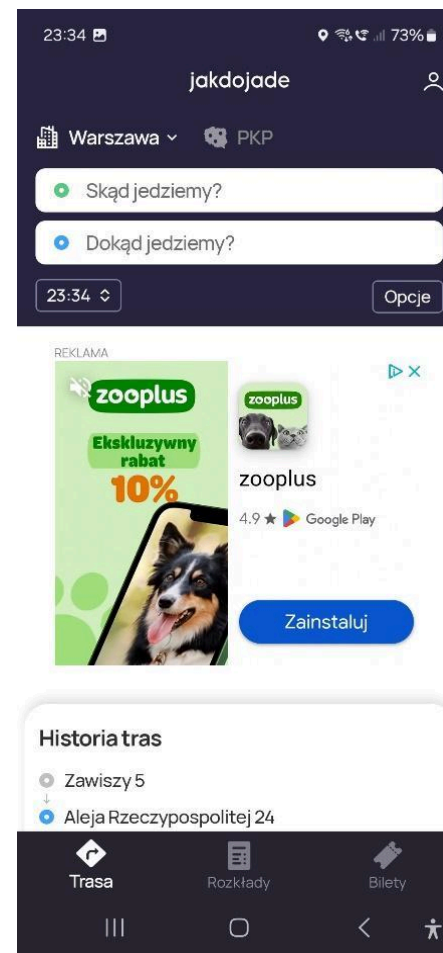 23:34
73%
jakdojade
Warszawa
PKP
Skąd jedziemy?
Dokąd jedziemy?
23:34
Opcje
REKLAMA
zooplus
Ekskluzywny
rabat
10%
zooplus
zooplus
4.9 ★ Google Play
Zainstaluj
Historia tras
Zawiszy 5
Aleja Rzeczypospolitej 24
Trasa
Rozkłady
Bilety